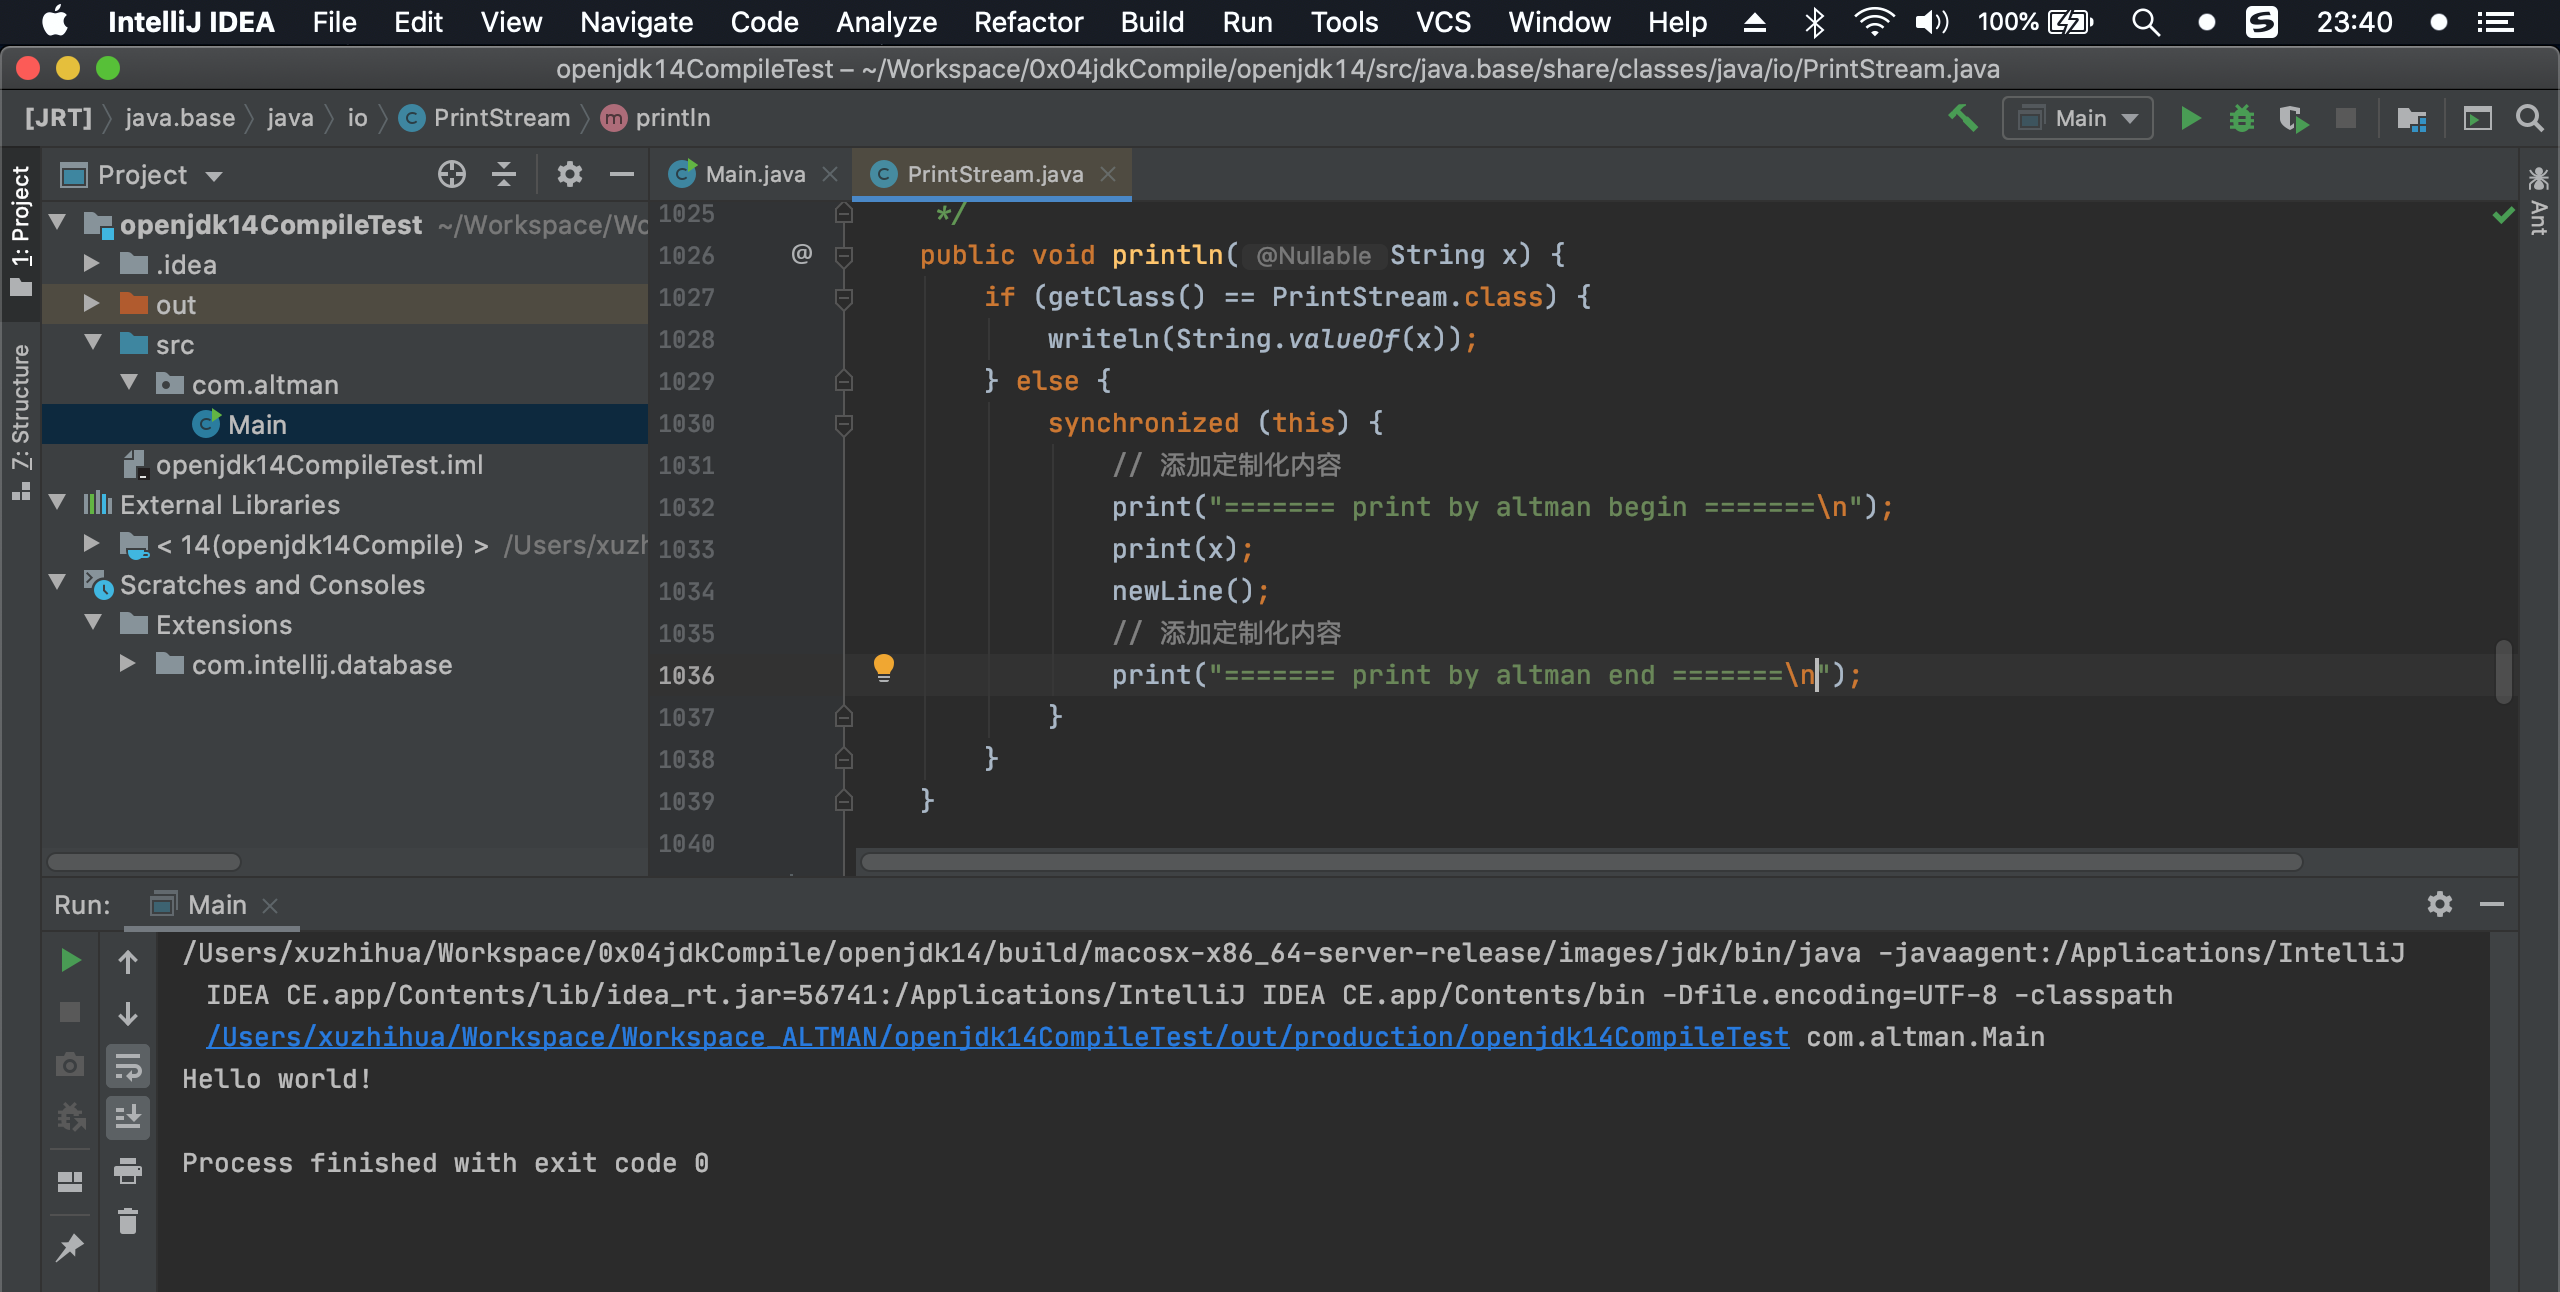 IntelliJ IDEA File Edit View Navigate Code Analyze Refactor Build Run Tools VCS Window Help 100% 23:40
openjdk14CompileTest – ~/Workspace/0x04jdkCompile/openjdk14/src/java.base/share/classes/java/io/PrintStream.java
[JRT] java.base java io PrintStream println Main
1: Project
Z: Structure
Project
openjdk14CompileTest ~/Workspace/Wo
.idea
out
src
com.altman
Main
openjdk14CompileTest.iml
External Libraries
< 14(openjdk14Compile) > /Users/xuzh
Scratches and Consoles
Extensions
com.intellij.database
Main.java PrintStream.java
Ant
1025 */
1026 @ public void println( @Nullable String x) {
1027 if (getClass() == PrintStream.class) {
1028 writeln(String.valueOf(x));
1029 } else {
1030 synchronized (this) {
1031 // 添加定制化内容
1032 print("======= print by altman begin =======\n");
1033 print(x);
1034 newLine();
1035 // 添加定制化内容
1036 print("======= print by altman end =======\n");
1037 }
1038 }
1039 }
1040
Run: Main
/Users/xuzhihua/Workspace/0x04jdkCompile/openjdk14/build/macosx-x86_64-server-release/images/jdk/bin/java -javaagent:/Applications/IntelliJ
IDEA CE.app/Contents/lib/idea_rt.jar=56741:/Applications/IntelliJ IDEA CE.app/Contents/bin -Dfile.encoding=UTF-8 -classpath
/Users/xuzhihua/Workspace/Workspace_ALTMAN/openjdk14CompileTest/out/production/openjdk14CompileTest com.altman.Main
Hello world!
Process finished with exit code 0